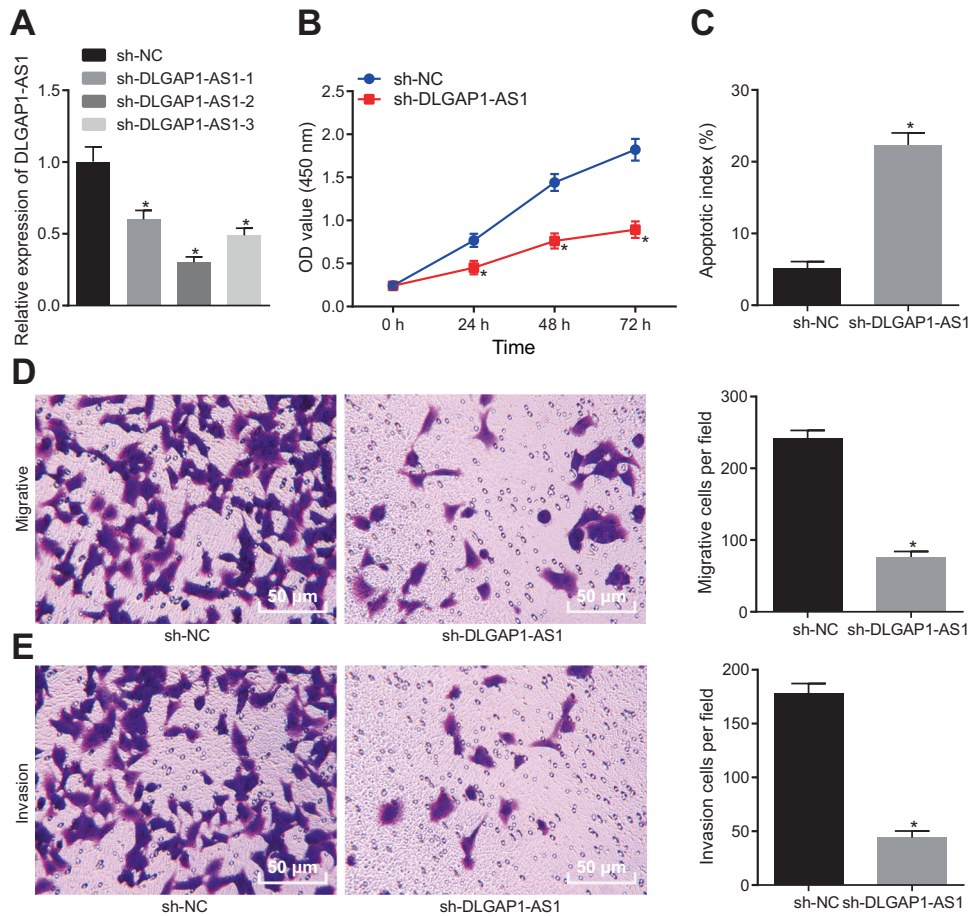 A
Relative expression of DLGAP1-AS1
sh-NC
sh-DLGAP1-AS1-1
sh-DLGAP1-AS1-2
sh-DLGAP1-AS1-3
1.5
1.0
0.5
0.0
*
*
*
B
sh-NC
sh-DLGAP1-AS1
OD value (450 nm)
2.5
2.0
1.5
1.0
0.5
0.0
*
*
*
0 h
24 h
48 h
72 h
Time
C
Apoptotic index (%)
30
20
10
0
*
sh-NC
sh-DLGAP1-AS1
D
Migrative
50 µm
50 µm
sh-NC
sh-DLGAP1-AS1
Migrative cells per field
300
200
100
0
*
sh-NC
sh-DLGAP1-AS1
E
Invasion
50 µm
50 µm
sh-NC
sh-DLGAP1-AS1
Invasion cells per field
200
150
100
50
0
*
sh-NC
sh-DLGAP1-AS1